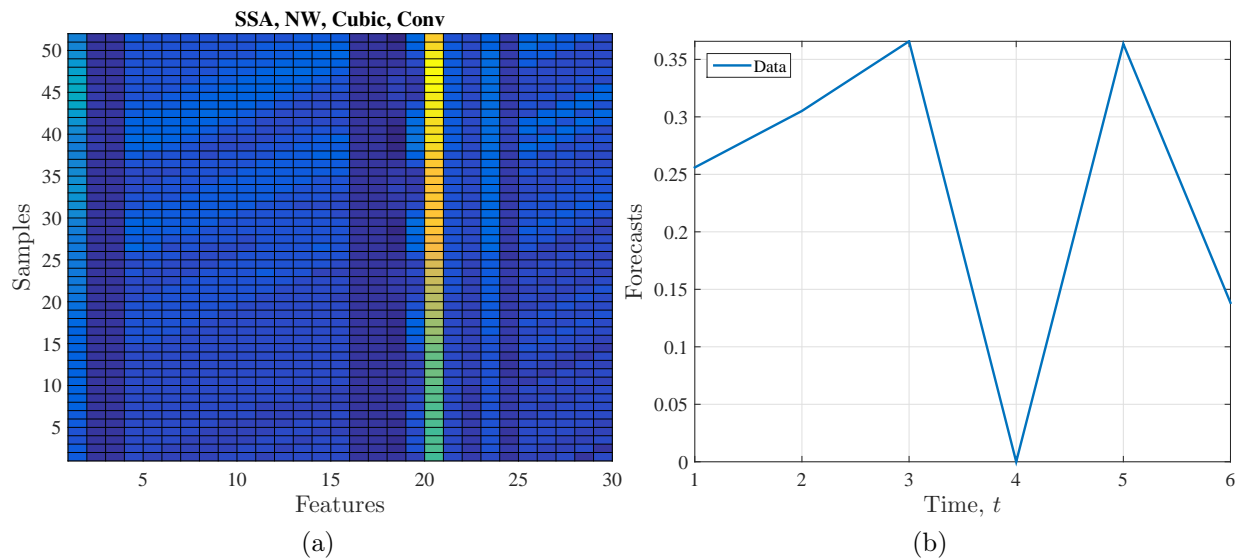 SSA, NW, Cubic, Conv
Samples
50
45
40
35
30
25
20
15
10
5
5 10 15 20 25 30
Features
(a)
Data
Forecasts
0.35
0.3
0.25
0.2
0.15
0.1
0.05
0
1 2 3 4 5 6
Time, t
(b)